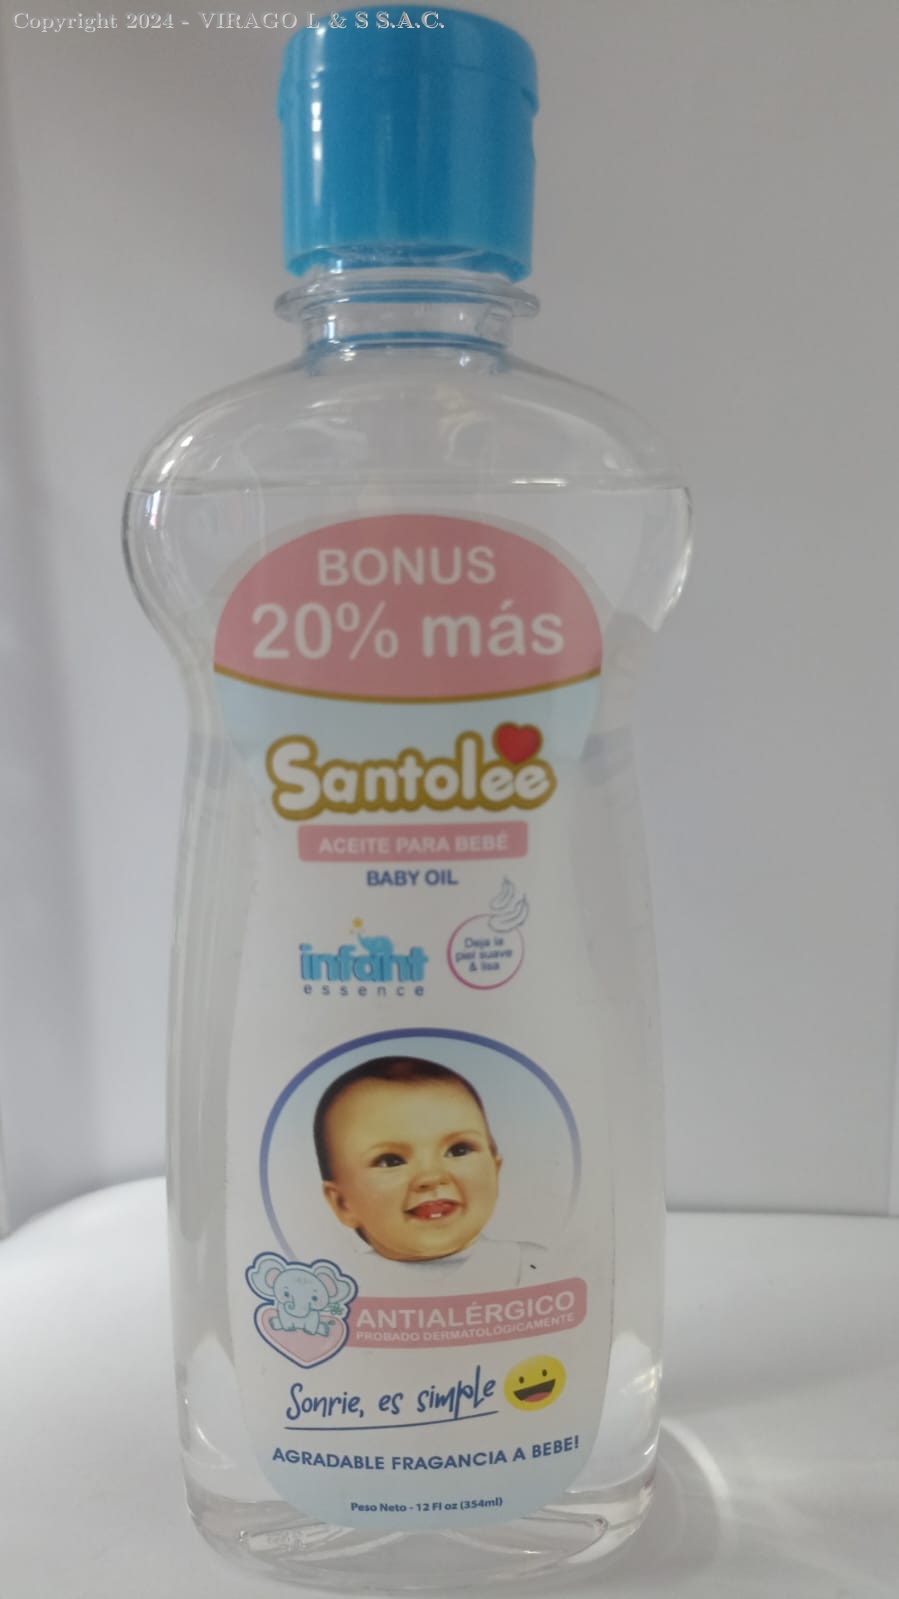 Copyright 2024 - VIRAGO L & S S.A.C.
BONUS
20% más
Santolee
ACEITE PARA BEBÉ
BABY OIL
infant
essence
Deja la
piel suave
& lisa
ANTIALÉRGICO
PROBADO DERMATOLÓGICAMENTE
Sonrie, es simple
AGRADABLE FRAGANCIA A BEBE!
Peso Neto - 12 Fl oz (354ml)